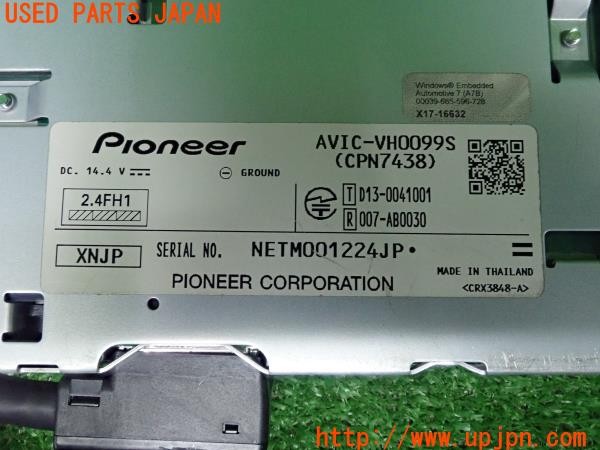 USED PARTS JAPAN
Windows® Embedded
Automotive 7 (A7B)
00039-685-596-728
X17-16632
Pioneer
AVIC-VH0099S
(CPN7438)
DC. 14.4 V
⊖ GROUND
2.4FH1
T D13-0041001
R 007-AB0030
XNJP
SERIAL NO. NETM001224JP•
MADE IN THAILAND
PIONEER CORPORATION
<CRX3848-A>
http://www.upjpn.com/